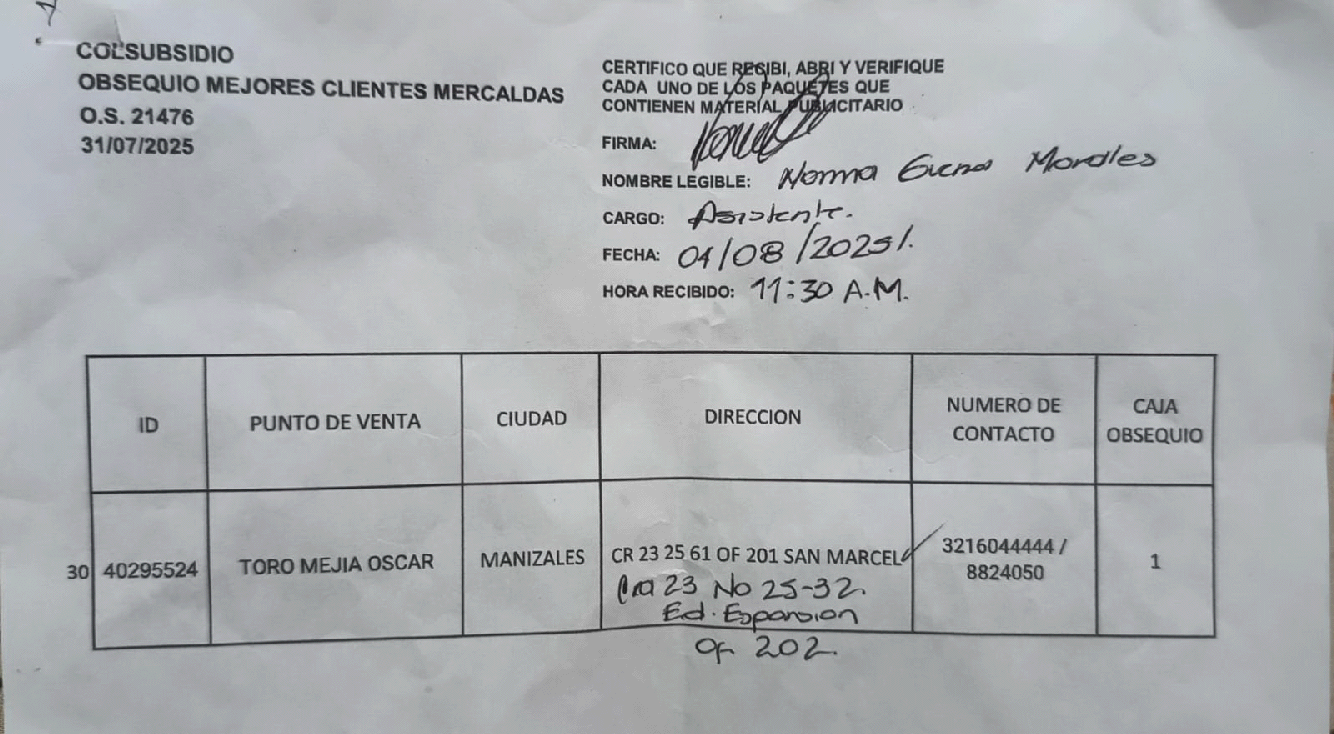 COLSUBSIDIO
OBSEQUIO MEJORES CLIENTES MERCALDAS
O.S. 21476
31/07/2025
CERTIFICO QUE RECIBI, ABRI Y VERIFIQUE
CADA UNO DE LOS PAQUETES QUE
CONTIENEN MATERIAL PUBLICITARIO
FIRMA:
NOMBRE LEGIBLE: Norma Morales
CARGO: Asistente.
FECHA: 04/08/2025/.
HORA RECIBIDO: 11:30 A.M.
ID PUNTO DE VENTA CIUDAD DIRECCION NUMERO DE CONTACTO CAJA OBSEQUIO
30 40295524 TORO MEJIA OSCAR MANIZALES CR 23 25 61 OF 201 SAN MARCEL 3216044444 / 8824050 1
Cra 23 No 25-32.
Ed. Espansion
Of 202.